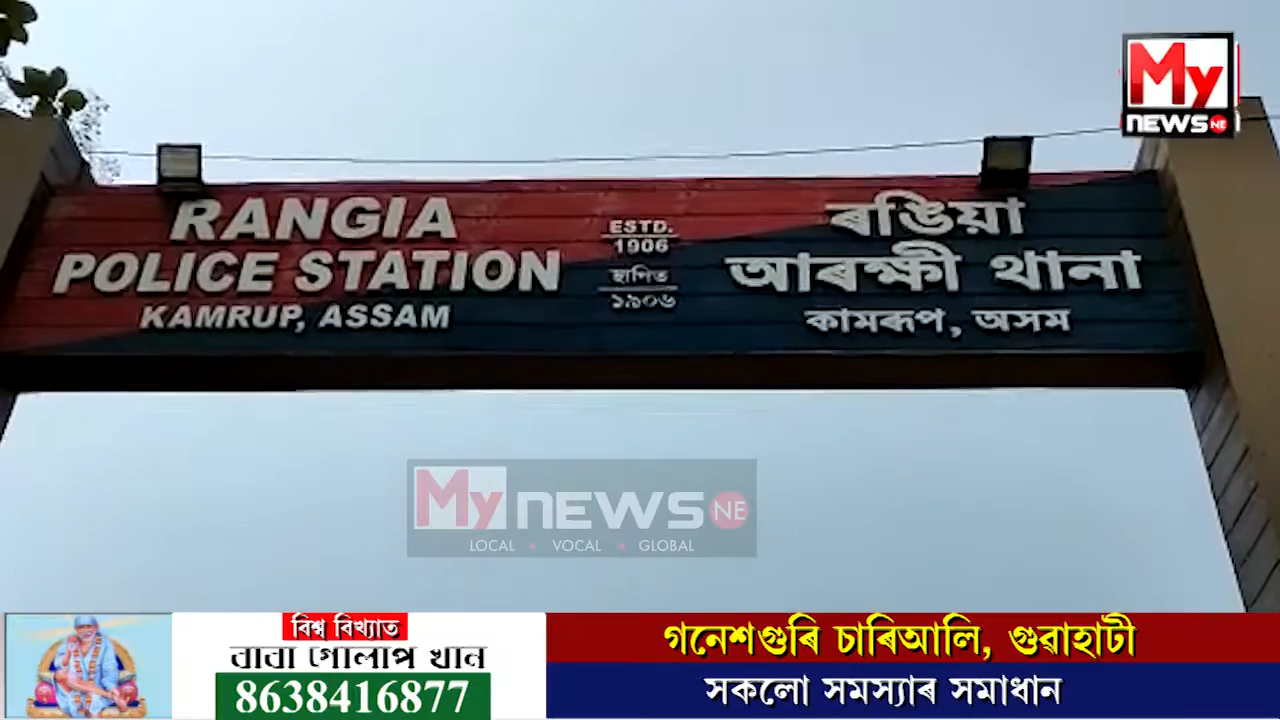 My
NEWS NE
RANGIA
POLICE STATION
KAMRUP, ASSAM
ESTD.
1906
স্থাপিত
১৯০৬
ৰঙিয়া
আৰক্ষী থানা
কামৰূপ, অসম
My NEWS NE
LOCAL • VOCAL • GLOBAL
বিশ্ব বিখ্যাত
বাবা গোলাপ খান
8638416877
গনেশগুৰি চাৰিআলি, গুৱাহাটী
সকলো সমস্যাৰ সমাধান